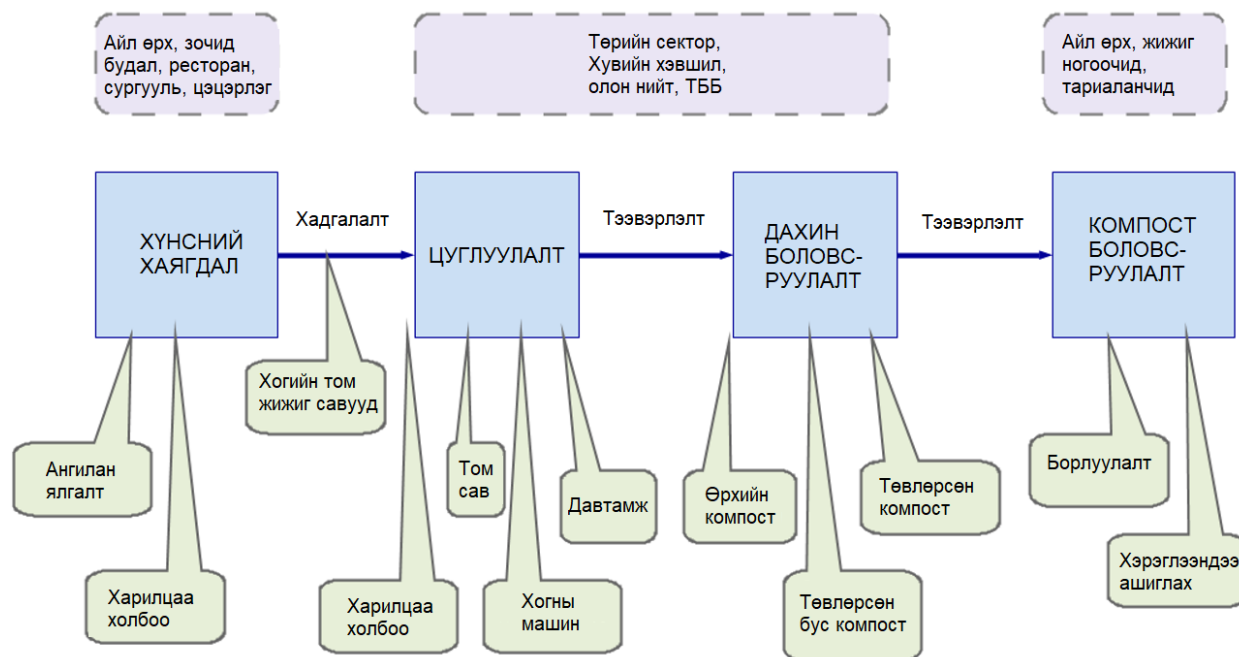 Айл өрх, зочид
будал, ресторан,
сургууль, цэцэрлэг
Төрийн сектор,
Хувийн хэвшил,
олон нийт, ТББ
Айл өрх, жижиг
ногоочид,
тариаланчид
ХҮНСНИЙ
ХАЯГДАЛ
Хадгалалт
ЦУГЛУУЛАЛТ
Тээвэрлэлт
ДАХИН
БОЛОВС-
РУУЛАЛТ
Тээвэрлэлт
КОМПОСТ
БОЛОВС-
РУУЛАЛТ
Хогийн том
жижиг савууд
Ангилан
ялгалт
Харилцаа
холбоо
Харилцаа
холбоо
Том
сав
Хогны
машин
Давтамж
Өрхийн
компост
Төвлөрсөн
бус компост
Төвлөрсөн
компост
Борлуулалт
Хэрэглээндээ
ашиглах